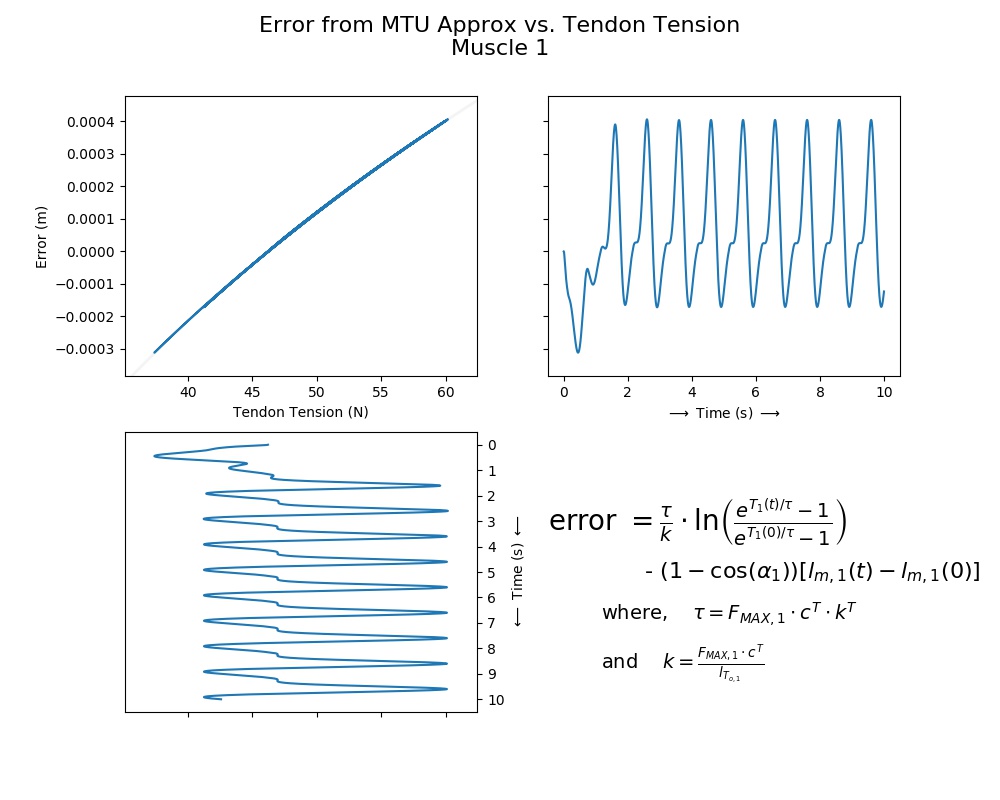 Error from MTU Approx vs. Tendon Tension
Muscle 1
0.0004
0.0003
0.0002
0.0001
0.0000
−0.0001
−0.0002
−0.0003
Error (m)
40 45 50 55 60
Tendon Tension (N)
0 2 4 6 8 10
⟶ Time (s) ⟶
0
1
2
3
4
5
6
7
8
9
10
⟵ Time (s) ⟵
error = τ/k · ln((e^{T₁(t)/τ} − 1)/(e^{T₁(0)/τ} − 1))
- (1 − cos(α₁))[l_{m,1}(t) − l_{m,1}(0)]
where, τ = F_{MAX,1} · c^T · k^T
and k = (F_{MAX,1} · c^T)/l_{T_{o,1}}